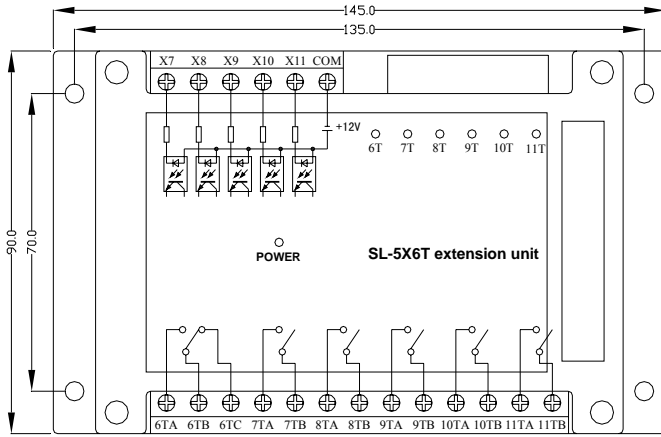 145.0
135.0
X7 X8 X9 X10 X11 COM
+12V
6T 7T 8T 9T 10T 11T
90.0
70.0
POWER
SL-5X6T extension unit
6TA 6TB 6TC 7TA 7TB 8TA 8TB 9TA 9TB 10TA 10TB 11TA 11TB